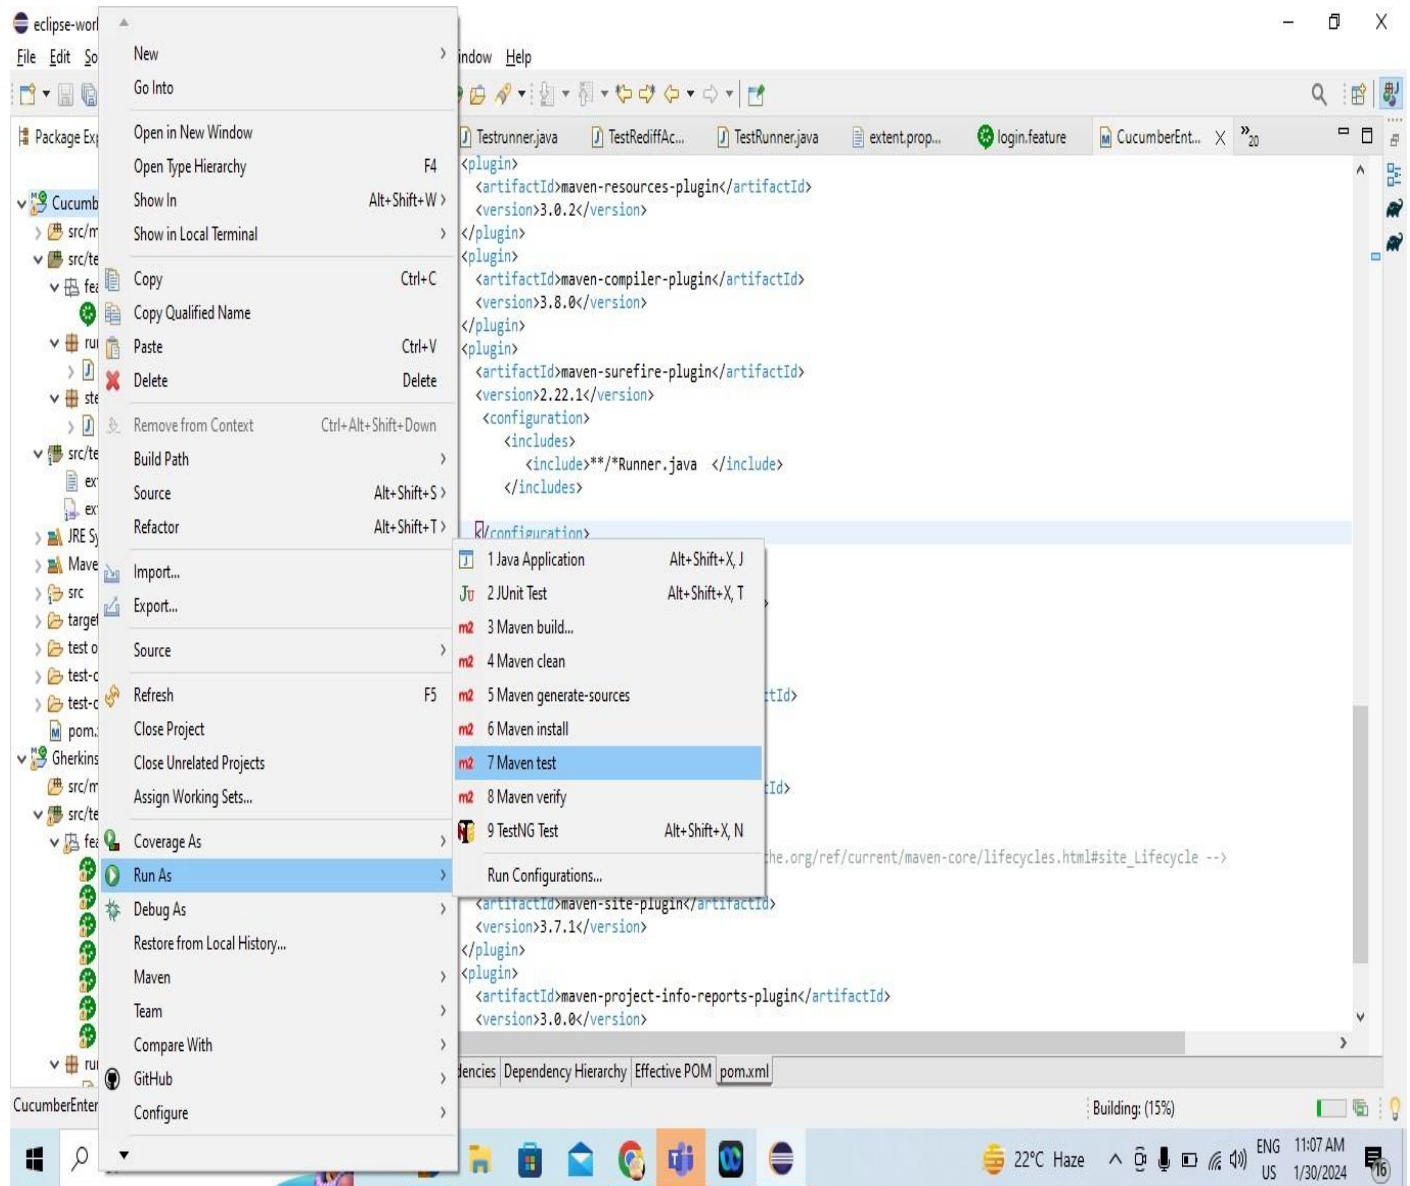 eclipse-worl
File Edit So
indow Help
Package Exp
Testrunner.java
TestRediffAc...
TestRunner.java
extent.prop...
login.feature
CucumberEnt...
»20
Cucumb
src/m
src/te
fea
rui
ste
src/te
ex
ex
JRE Sy
Mave
src
target
test o
test-c
test-c
pom.
Gherkins
src/m
src/te
fea
rui
New
Go Into
Open in New Window
Open Type Hierarchy F4
Show In Alt+Shift+W
Show in Local Terminal
Copy Ctrl+C
Copy Qualified Name
Paste Ctrl+V
Delete Delete
Remove from Context Ctrl+Alt+Shift+Down
Build Path
Source Alt+Shift+S
Refactor Alt+Shift+T
Import...
Export...
Source
Refresh F5
Close Project
Close Unrelated Projects
Assign Working Sets...
Coverage As
Run As
Debug As
Restore from Local History...
Maven
Team
Compare With
GitHub
Configure
<plugin>
<artifactId>maven-resources-plugin</artifactId>
<version>3.0.2</version>
</plugin>
<plugin>
<artifactId>maven-compiler-plugin</artifactId>
<version>3.8.0</version>
</plugin>
<plugin>
<artifactId>maven-surefire-plugin</artifactId>
<version>2.22.1</version>
<configuration>
<includes>
<include>**/*Runner.java </include>
</includes>
</configuration>
1 Java Application Alt+Shift+X, J
2 JUnit Test Alt+Shift+X, T
3 Maven build...
4 Maven clean
5 Maven generate-sources
6 Maven install
7 Maven test
8 Maven verify
9 TestNG Test Alt+Shift+X, N
Run Configurations...
tId>
tId>
he.org/ref/current/maven-core/lifecycles.html#site_Lifecycle -->
<artifactId>maven-site-plugin</artifactId>
<version>3.7.1</version>
</plugin>
<plugin>
<artifactId>maven-project-info-reports-plugin</artifactId>
<version>3.0.0</version>
dencies Dependency Hierarchy Effective POM pom.xml
CucumberEnter
Building: (15%)
22°C Haze
ENG
US
11:07 AM
1/30/2024
16